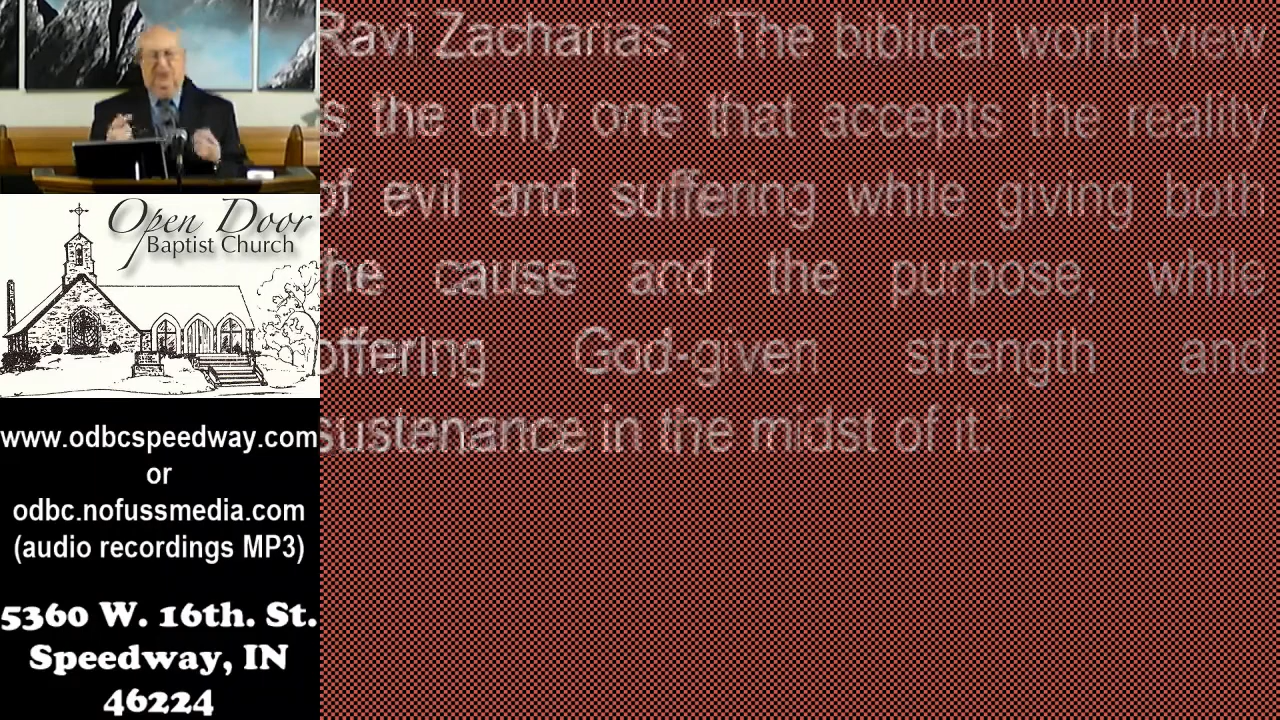 Ravi Zacharias, “The biblical world-view
is the only one that accepts the reality
of evil and suffering while giving both
the cause and the purpose, while
offering God-given strength and
sustenance in the midst of it.”
Open Door
Baptist Church
www.odbcspeedway.com
or
odbc.nofussmedia.com
(audio recordings MP3)
5360 W. 16th. St.
Speedway, IN
46224